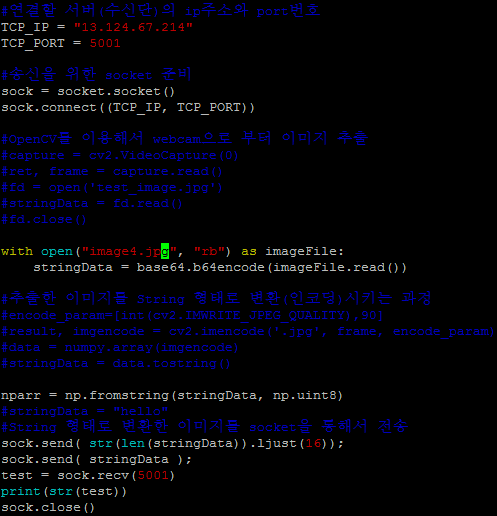 #연결할 서버(수신단)의 ip주소와 port번호
TCP_IP = "13.124.67.214"
TCP_PORT = 5001
#송신을 위한 socket 준비
sock = socket.socket()
sock.connect((TCP_IP, TCP_PORT))
#OpenCV를 이용해서 webcam으로 부터 이미지 추출
#capture = cv2.VideoCapture(0)
#ret, frame = capture.read()
#fd = open('test_image.jpg')
#stringData = fd.read()
#fd.close()
with open("image4.jpg", "rb") as imageFile:
    stringData = base64.b64encode(imageFile.read())
#추출한 이미지를 String 형태로 변환(인코딩)시키는 과정
#encode_param=[int(cv2.IMWRITE_JPEG_QUALITY),90]
#result, imgencode = cv2.imencode('.jpg', frame, encode_param)
#data = numpy.array(imgencode)
#stringData = data.tostring()
nparr = np.fromstring(stringData, np.uint8)
#stringData = "hello"
#String 형태로 변환한 이미지를 socket을 통해서 전송
sock.send( str(len(stringData)).ljust(16));
sock.send( stringData );
test = sock.recv(5001)
print(str(test))
sock.close()